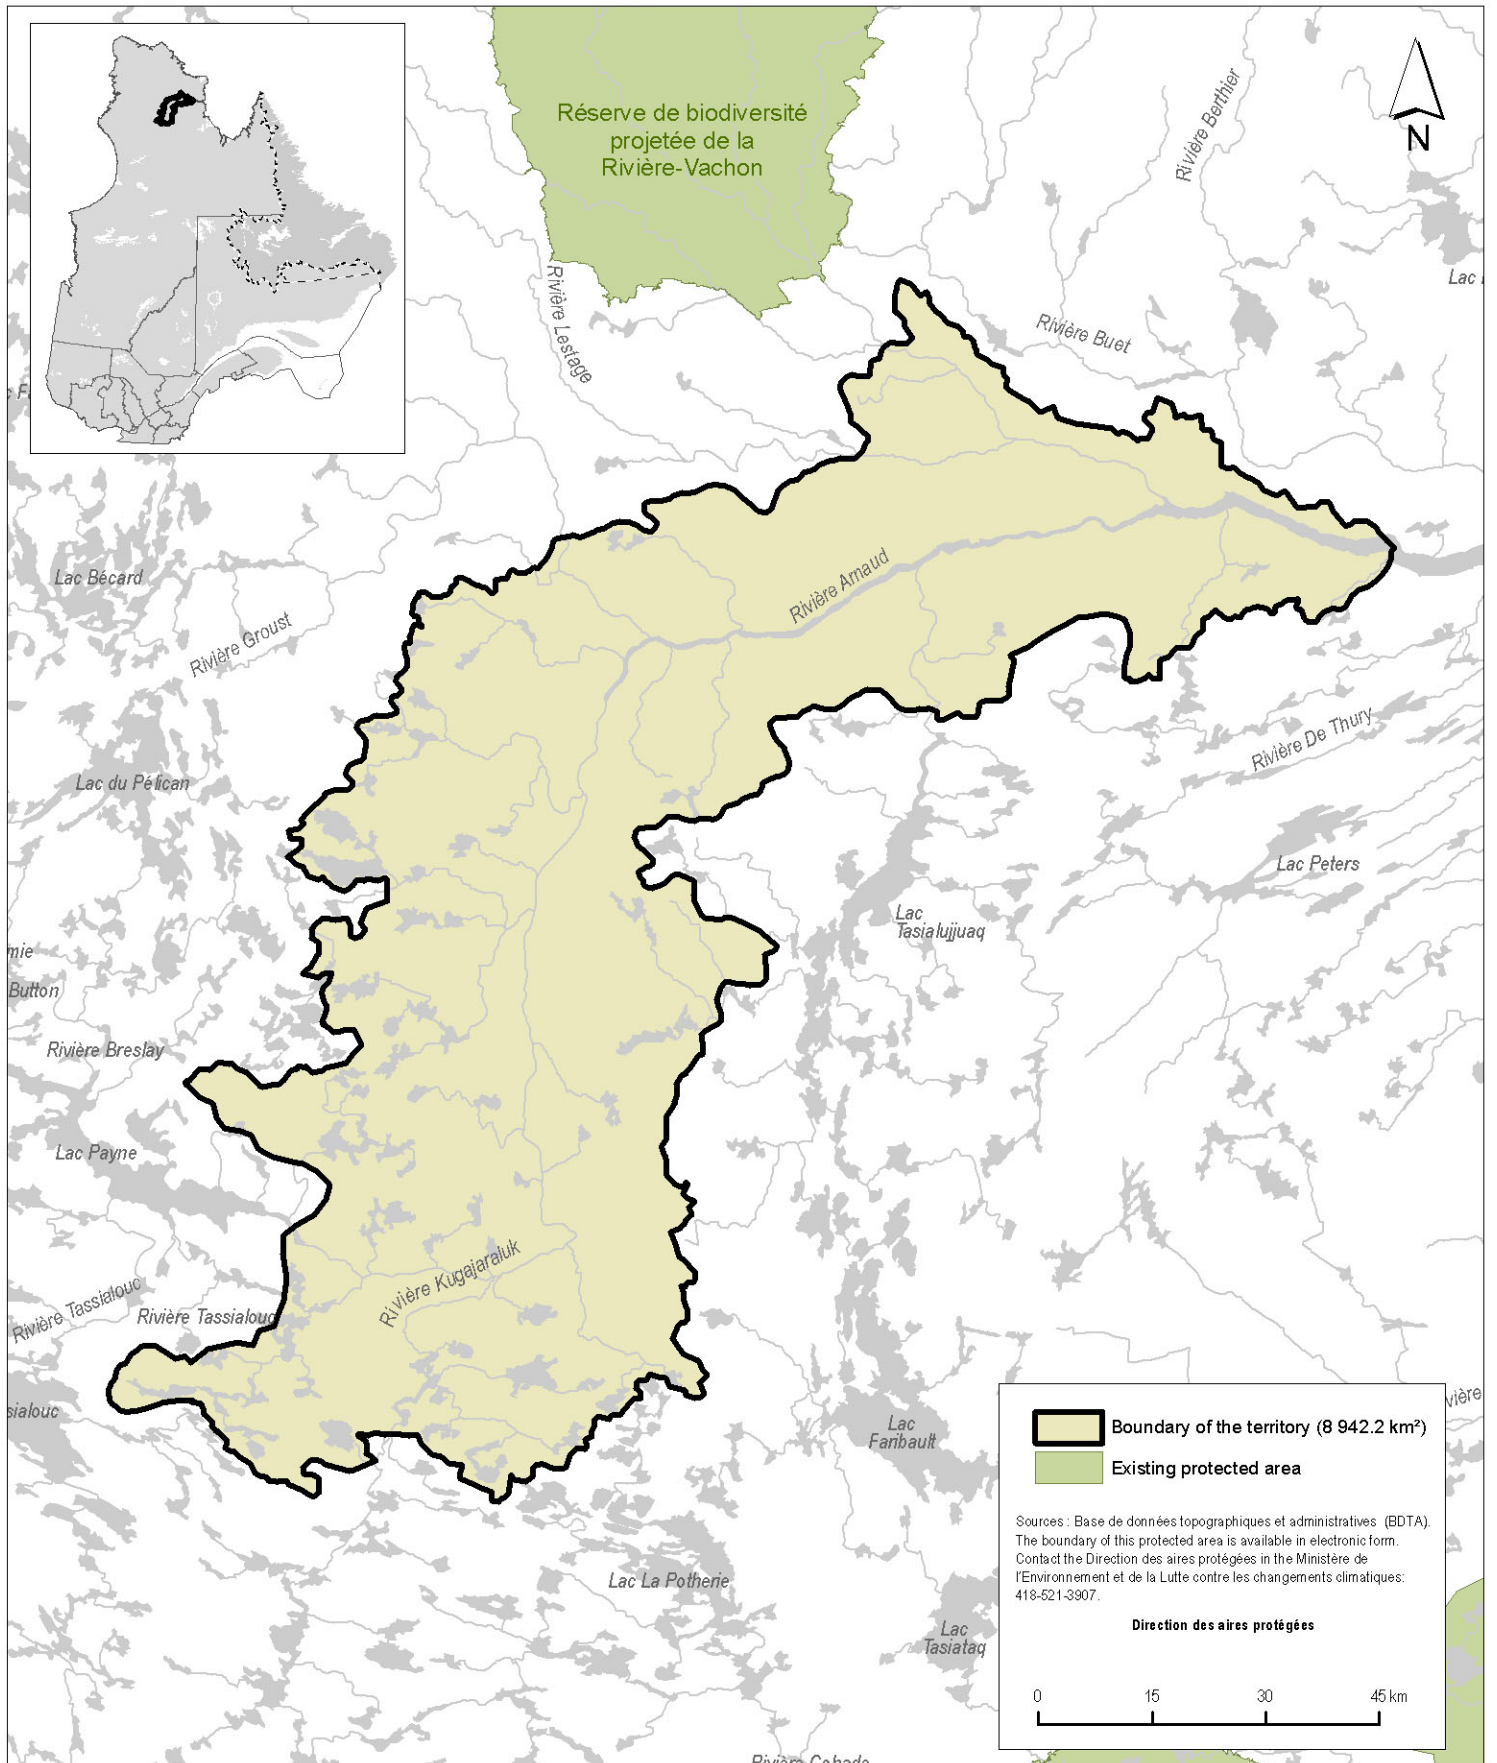 Réserve de biodiversité
projetée de la
Rivière-Vachon
N
Rivière Berthier
Lac
Rivière Lestage
Rivière Buet
Lac Bécard
Rivière Groust
Rivière Arnaud
Lac du Pélican
Rivière De Thury
Lac Peters
Lac
Tasialujjuaq
Button
Rivière Breslay
Lac Payne
Rivière Kugajaraluk
Rivière Tassialouc
Rivière Tassialouc
sialouc
Lac
Faribault
Lac La Potherie
Lac
Tasiataq
vière
Boundary of the territory (8 942.2 km²)
Existing protected area
Sources : Base de données topographiques et administratives (BDTA).
The boundary of this protected area is available in electronic form.
Contact the Direction des aires protégées in the Ministère de
l'Environnement et de la Lutte contre les changements climatiques:
418-521-3907.
Direction des aires protégées
0 15 30 45 km